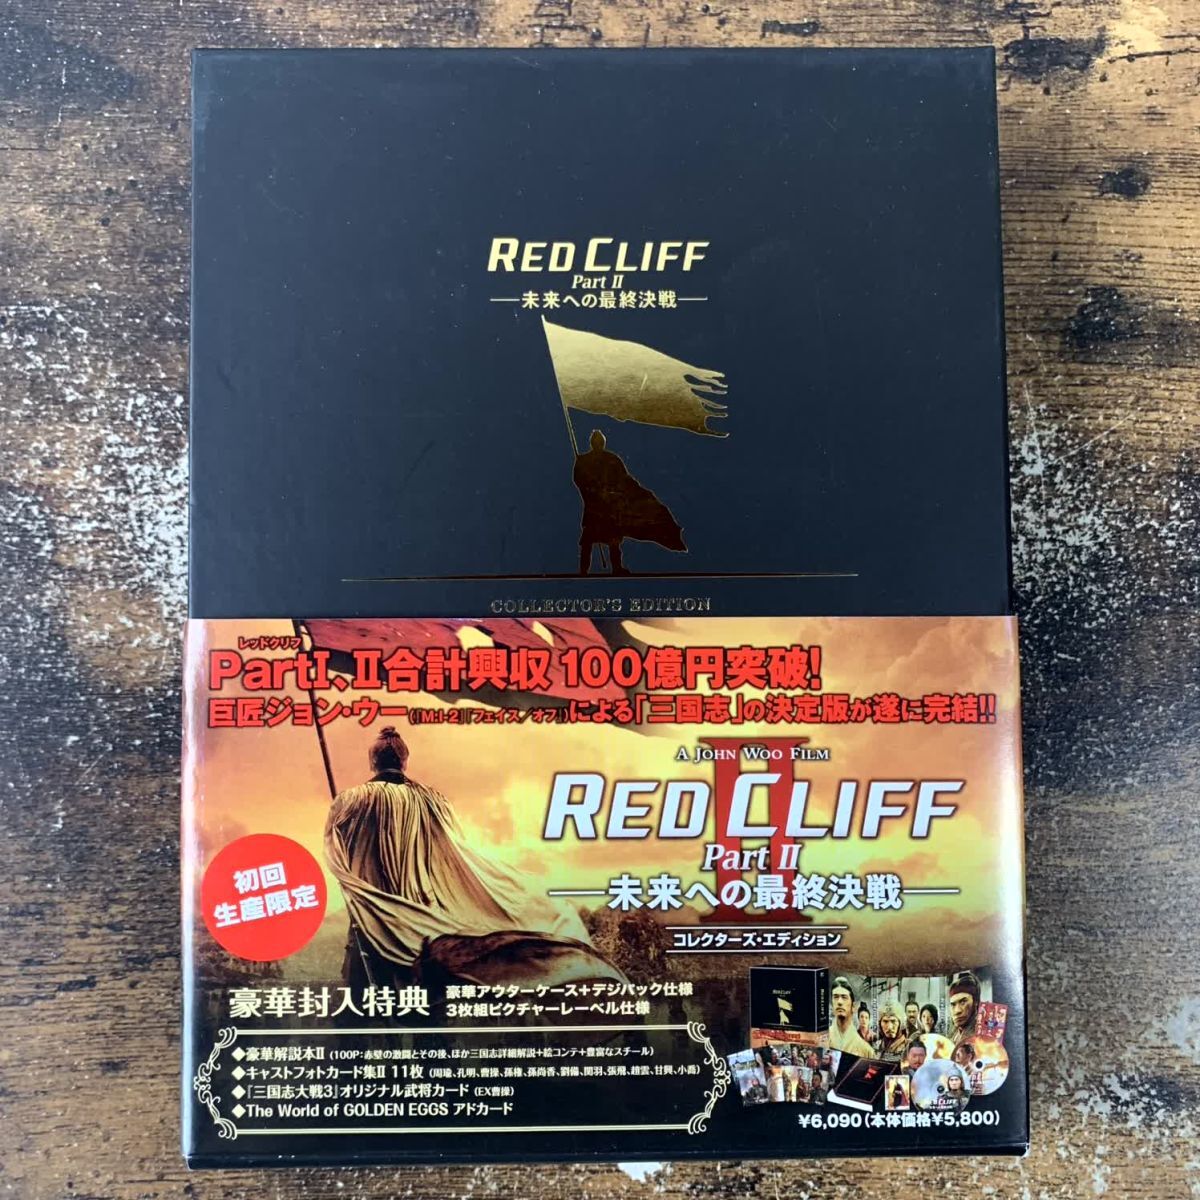 RED CLIFF
Part II
未来への最終決戦
COLLECTOR'S EDITION
レッドクリフ
PartⅠ、Ⅱ合計興収100億円突破!
巨匠ジョン・ウー(『M:I-2』『フェイス/オフ』)による「三国志」の決定版が遂に完結!!
A JOHN WOO FILM
II
RED CLIFF
Part II
未来への最終決戦
コレクターズ・エディション
初回
生産限定
豪華封入特典
豪華アウターケース+デジパック仕様
3枚組ピクチャーレーベル仕様
◆豪華解説本Ⅱ(100P:赤壁の激闘とその後、ほか三国志詳細解説+絵コンテ+豊富なスチール)
◆キャストフォトカード集Ⅱ 11枚(周瑜、孔明、曹操、孫権、孫尚香、劉備、関羽、張飛、趙雲、甘興、小喬)
◆『三国志大戦3』オリジナル武将カード(EX曹操)
◆The World of GOLDEN EGGS アドカード
RED CLIFF
¥6,090(本体価格¥5,800)